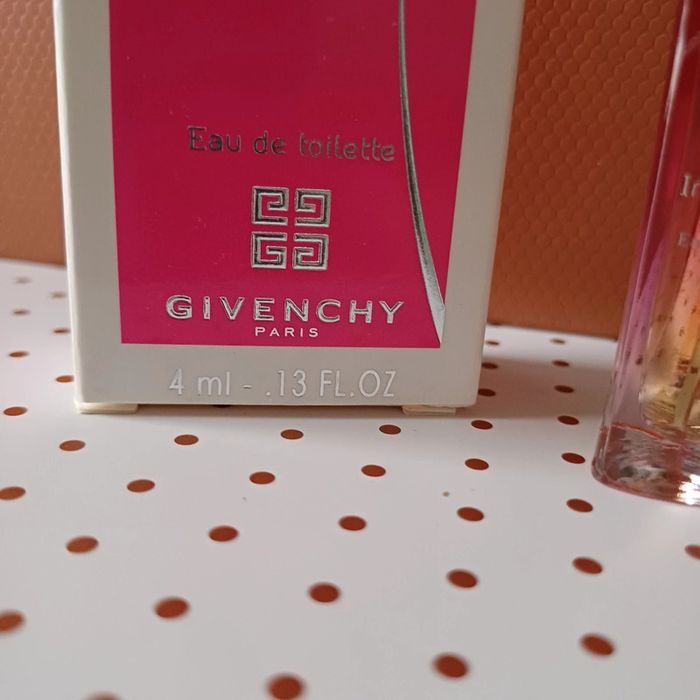 Eau de toilette
GIVENCHY
PARIS
4 ml - .13 FL.OZ